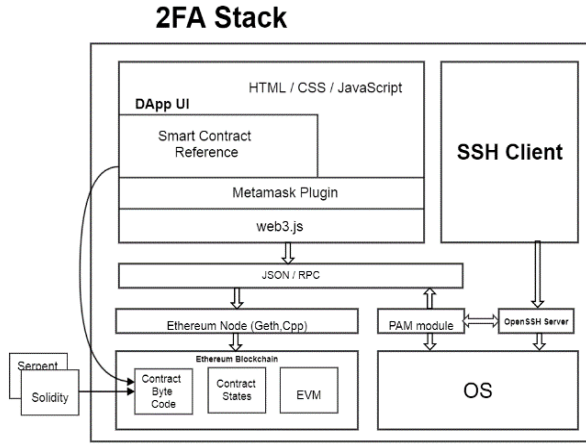 2FA Stack
HTML / CSS / JavaScript
DApp UI
Smart Contract
Reference
Metamask Plugin
web3.js
SSH Client
JSON / RPC
Ethereum Node (Geth,Cpp)
PAM module
OpenSSH Server
Ethereum Blockchain
Contract
Byte
Code
Contract
States
EVM
OS
Serpent
Solidity